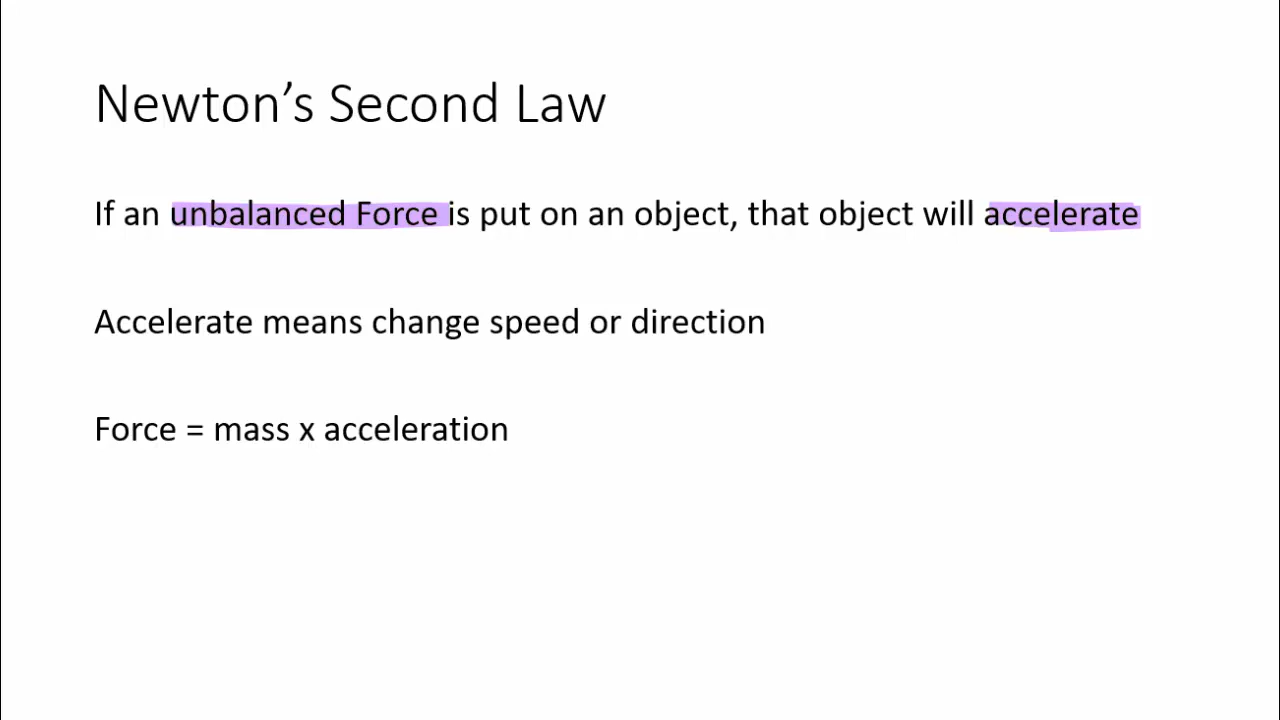 Newton’s Second Law
If an unbalanced Force is put on an object, that object will accelerate
Accelerate means change speed or direction
Force = mass x acceleration